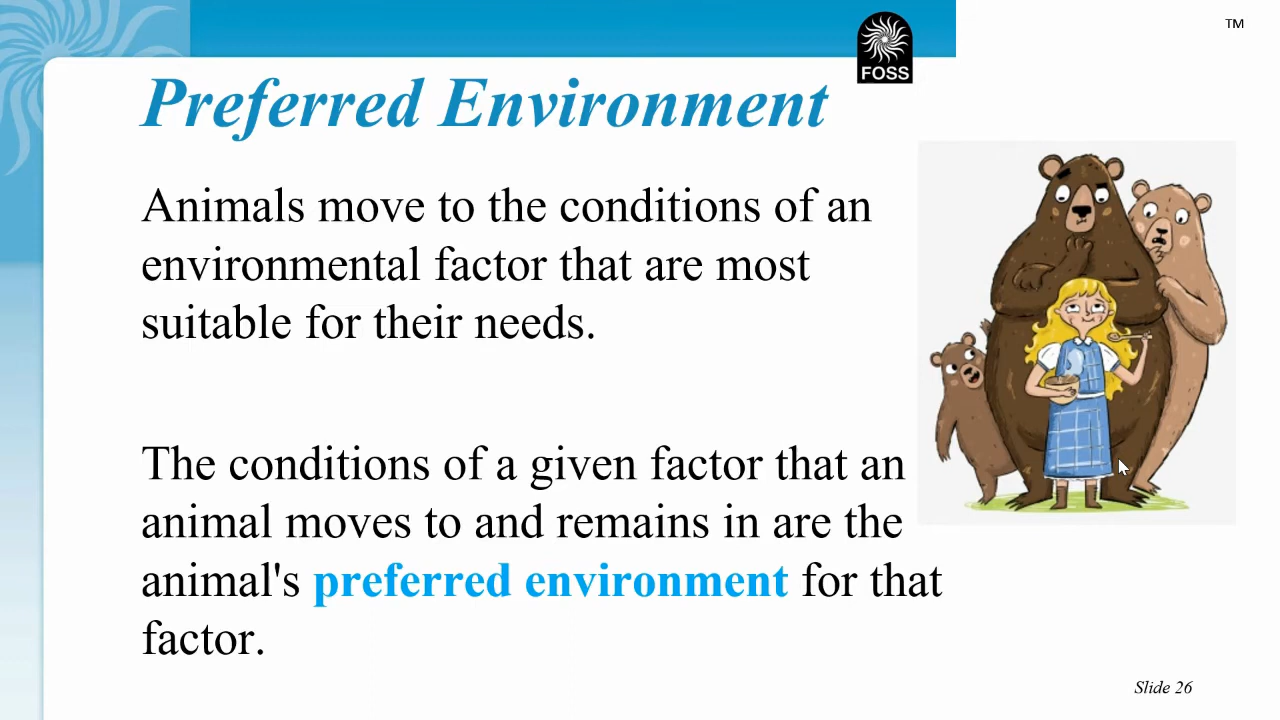 TM
FOSS
Preferred Environment
Animals move to the conditions of an
environmental factor that are most
suitable for their needs.
The conditions of a given factor that an
animal moves to and remains in are the
animal's preferred environment for that
factor.
Slide 26